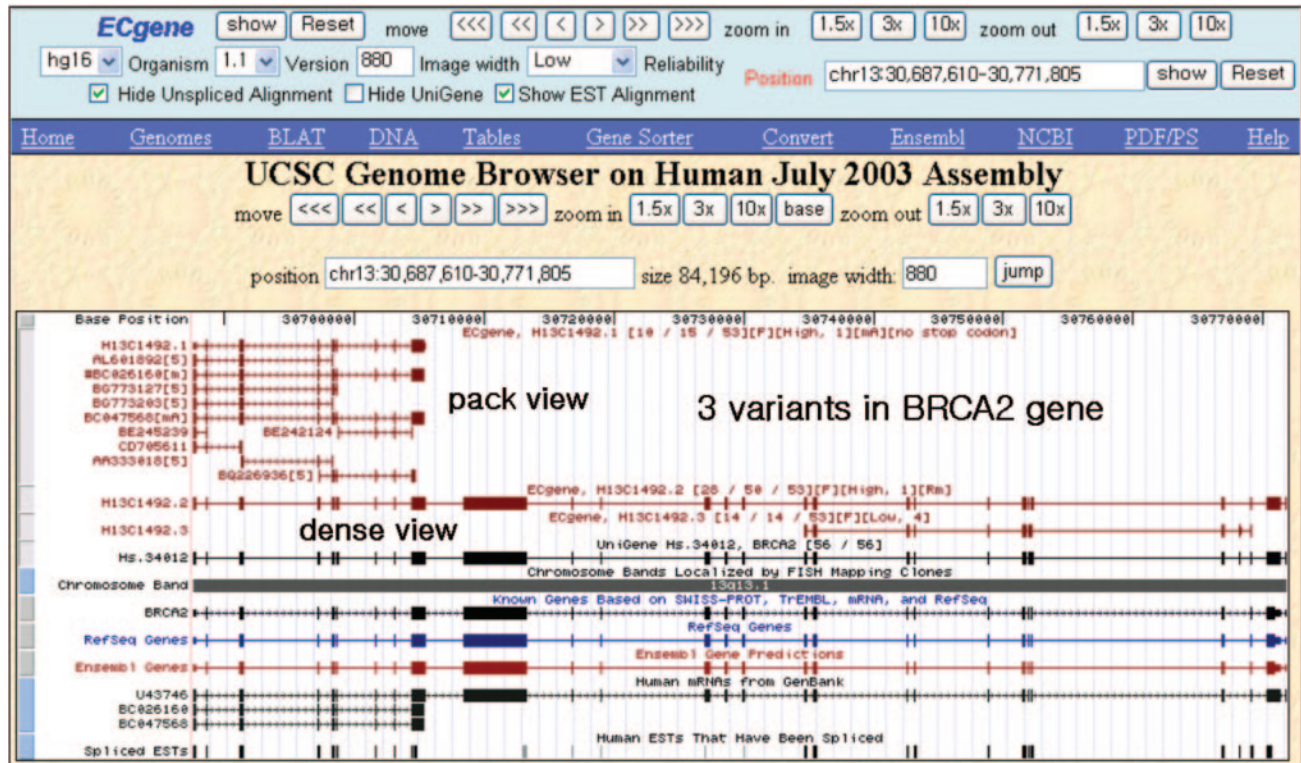 ECgene show Reset move <<< << < > >> >>> zoom in 1.5x 3x 10x zoom out 1.5x 3x 10x
hg16 Organism 1.1 Version 880 Image width Low Reliability Position chr13:30,687,610-30,771,805 show Reset
Hide Unspliced Alignment Hide UniGene Show EST Alignment
Home Genomes BLAT DNA Tables Gene Sorter Convert Ensembl NCBI PDF/PS Help
UCSC Genome Browser on Human July 2003 Assembly
move <<< << < > >> >>> zoom in 1.5x 3x 10x base zoom out 1.5x 3x 10x
position chr13:30,687,610-30,771,805 size 84,196 bp. image width: 880 jump
Base Position 30700000| 30710000| 30720000| 30730000| 30740000| 30750000| 30760000| 30770000|
ECgene, H13C1492.1 [10 / 15 / 53][F][High, 1][mA][no stop codon]
H13C1492.1
AL601892[5]
#BC026160[m]
BG773127[5]
pack view 3 variants in BRCA2 gene
BG773203[5]
BC047568[mA]
BE245239 BE242124
CD705611
AA333018[5]
BQ226936[5]
ECgene, H13C1492.2 [28 / 50 / 53][F][High, 1][Rm]
H13C1492.2
ECgene, H13C1492.3 [14 / 14 / 53][F][Low, 4]
H13C1492.3 dense view
UniGene Hs.34012, BRCA2 [56 / 56]
Hs.34012
Chromosome Bands Localized by FISH Mapping Clones
Chromosome Band 13q13.1
Known Genes Based on SWISS-PROT, TrEMBL, mRNA, and RefSeq
BRCA2
RefSeq Genes
RefSeq Genes
Ensembl Gene Predictions
Ensembl Genes
Human mRNAs from GenBank
U43746
BC026160
BC047568
Human ESTs That Have Been Spliced
Spliced ESTs